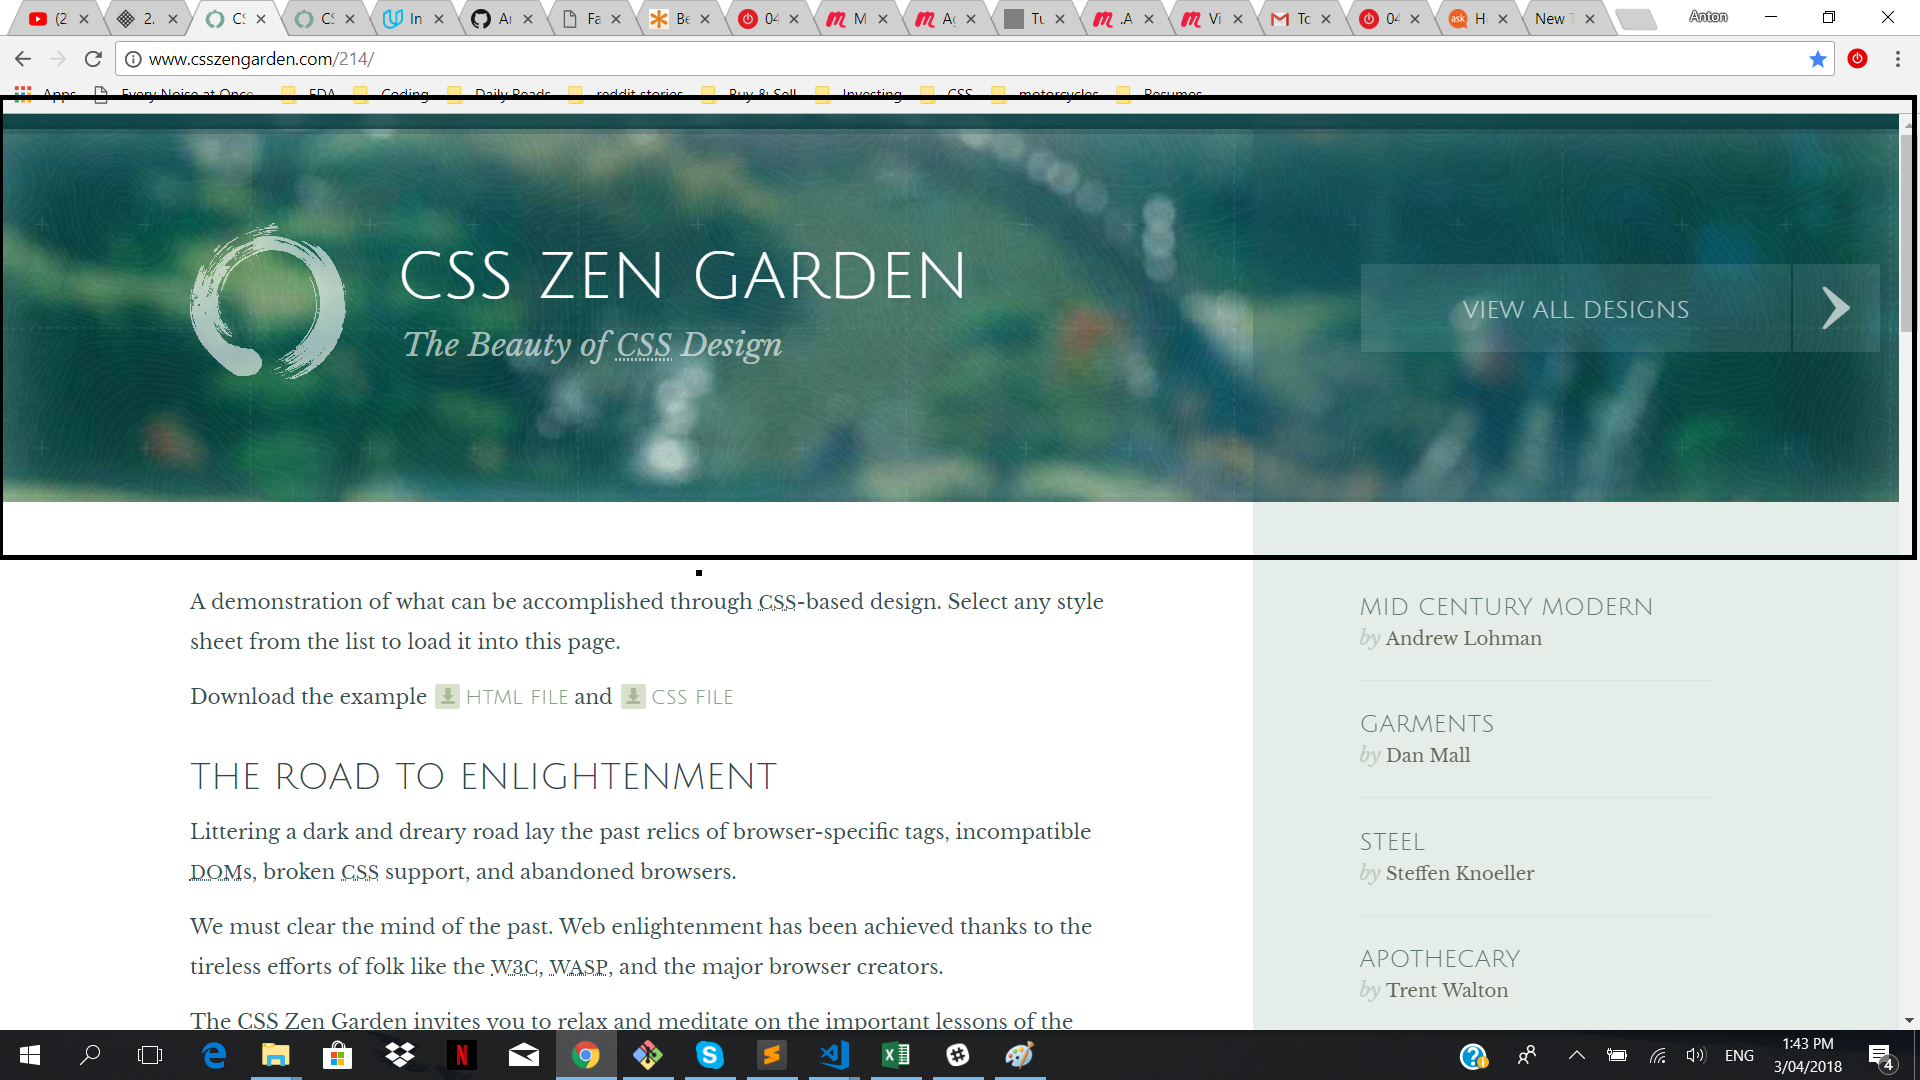 (2 2. CS CS In Ar Fa Be 04 M Ag Tu .A Vi Tc 04 H New T Anton
www.csszengarden.com/214/
Apps Every Noise at Once EDA Coding Daily Reads reddit stories Buy & Sell Investing CSS motorcycles Resumes
CSS ZEN GARDEN
The Beauty of CSS Design
VIEW ALL DESIGNS
A demonstration of what can be accomplished through CSS-based design. Select any style
sheet from the list to load it into this page.
Download the example HTML FILE and CSS FILE
THE ROAD TO ENLIGHTENMENT
Littering a dark and dreary road lay the past relics of browser-specific tags, incompatible
DOMs, broken CSS support, and abandoned browsers.
We must clear the mind of the past. Web enlightenment has been achieved thanks to the
tireless efforts of folk like the W3C, WASP, and the major browser creators.
The CSS Zen Garden invites you to relax and meditate on the important lessons of the
MID CENTURY MODERN
by Andrew Lohman
GARMENTS
by Dan Mall
STEEL
by Steffen Knoeller
APOTHECARY
by Trent Walton
ENG
1:43 PM
3/04/2018
4